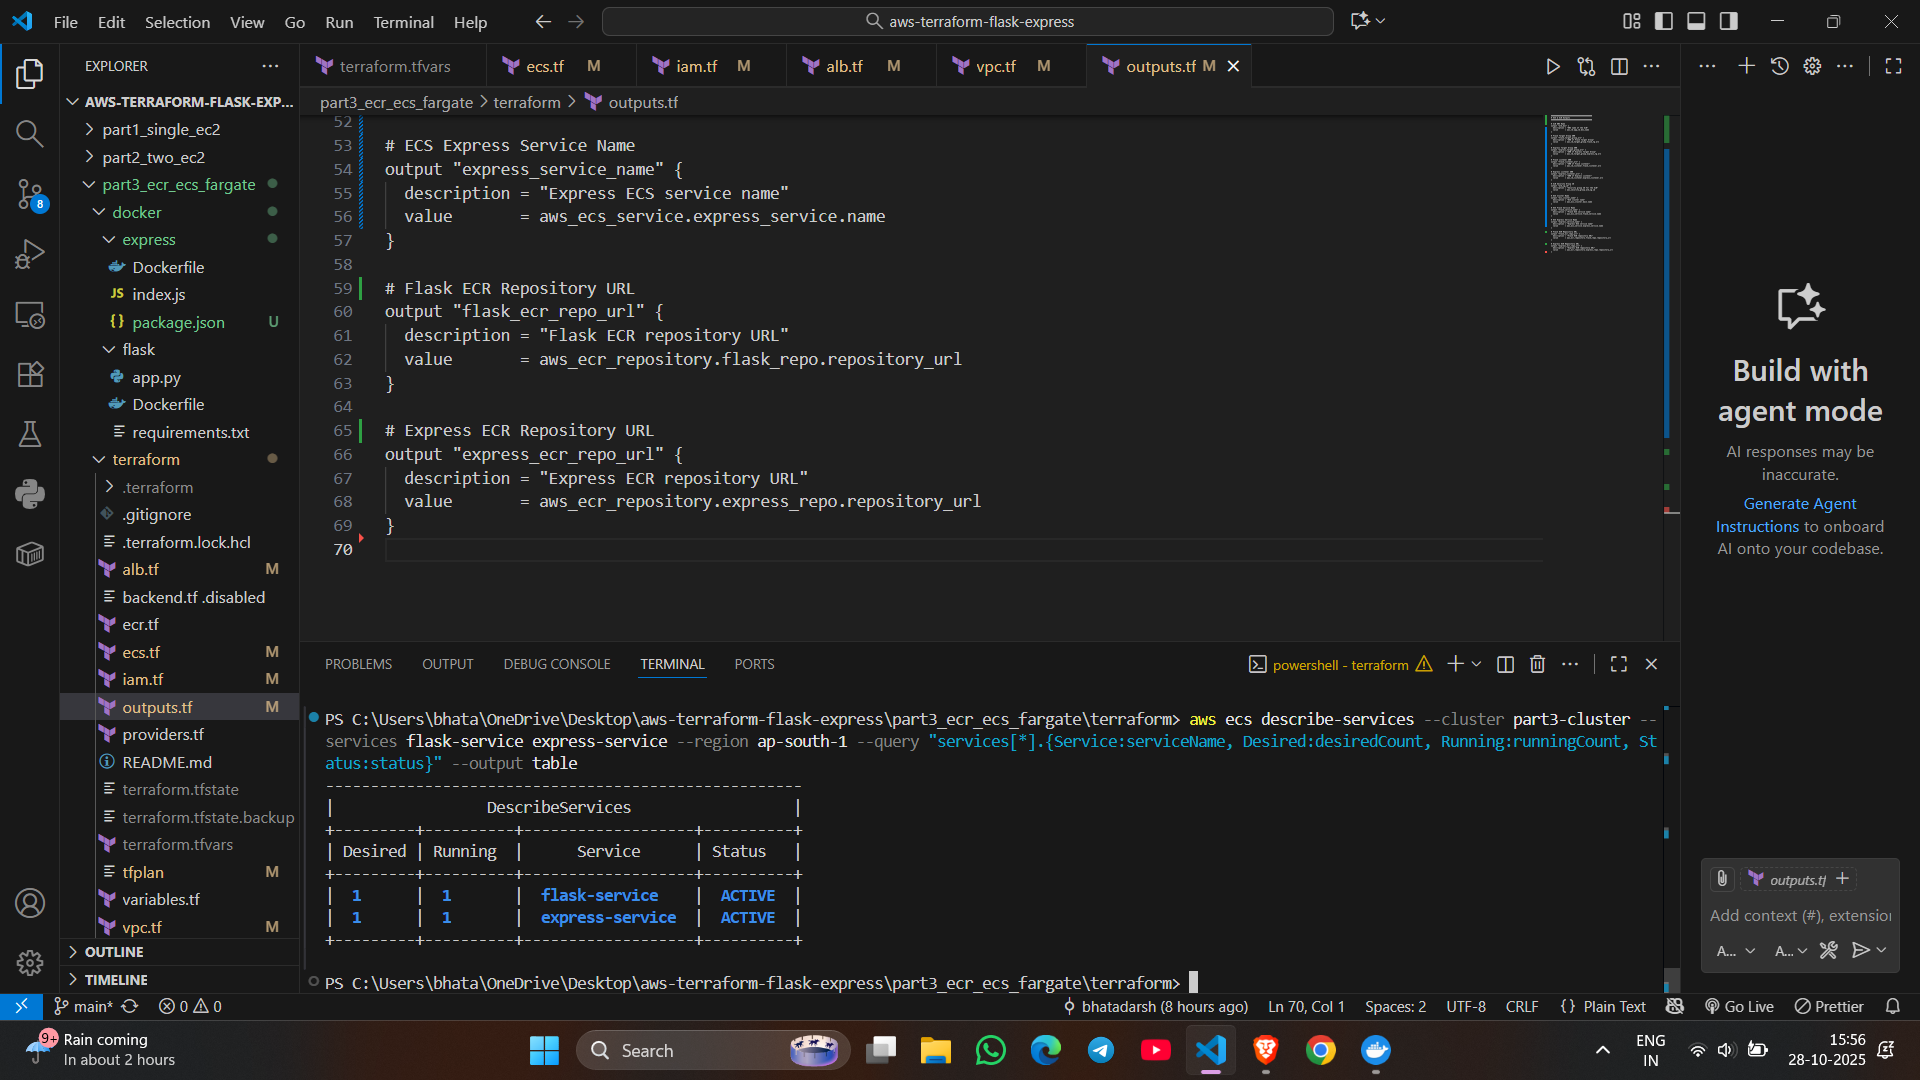 File Edit Selection View Go Run Terminal Help
aws-terraform-flask-express
EXPLORER
AWS-TERRAFORM-FLASK-EXP...
part1_single_ec2
part2_two_ec2
part3_ecr_ecs_fargate
docker
express
Dockerfile
JS index.js
{} package.json U
flask
app.py
Dockerfile
requirements.txt
terraform
.terraform
.gitignore
.terraform.lock.hcl
alb.tf M
backend.tf .disabled
ecr.tf
ecs.tf M
iam.tf M
outputs.tf M
providers.tf
README.md
terraform.tfstate
terraform.tfstate.backup
terraform.tfvars
tfplan M
variables.tf
vpc.tf M
OUTLINE
TIMELINE
8
terraform.tfvars ecs.tf M iam.tf M alb.tf M vpc.tf M outputs.tf M
part3_ecr_ecs_fargate > terraform > outputs.tf
52
53 # ECS Express Service Name
54 output "express_service_name" {
55 description = "Express ECS service name"
56 value = aws_ecs_service.express_service.name
57 }
58
59 # Flask ECR Repository URL
60 output "flask_ecr_repo_url" {
61 description = "Flask ECR repository URL"
62 value = aws_ecr_repository.flask_repo.repository_url
63 }
64
65 # Express ECR Repository URL
66 output "express_ecr_repo_url" {
67 description = "Express ECR repository URL"
68 value = aws_ecr_repository.express_repo.repository_url
69 }
70
PROBLEMS OUTPUT DEBUG CONSOLE TERMINAL PORTS
powershell - terraform
PS C:\Users\bhata\OneDrive\Desktop\aws-terraform-flask-express\part3_ecr_ecs_fargate\terraform> aws ecs describe-services --cluster part3-cluster --
services flask-service express-service --region ap-south-1 --query "services[*].{Service:serviceName, Desired:desiredCount, Running:runningCount, St
atus:status}" --output table
----------------------------------------------------
| DescribeServices |
+---------+----------+-------------------+----------+
| Desired | Running | Service | Status |
+---------+----------+-------------------+----------+
| 1 | 1 | flask-service | ACTIVE |
| 1 | 1 | express-service | ACTIVE |
+---------+----------+-------------------+----------+
PS C:\Users\bhata\OneDrive\Desktop\aws-terraform-flask-express\part3_ecr_ecs_fargate\terraform>
Build with
agent mode
AI responses may be
inaccurate.
Generate Agent
Instructions to onboard
AI onto your codebase.
outputs.tf
Add context (#), extension
A... A...
main* 0 0
bhatadarsh (8 hours ago) Ln 70, Col 1 Spaces: 2 UTF-8 CRLF {} Plain Text Go Live Prettier
9+
Rain coming
In about 2 hours
Search
ENG
IN
15:56
28-10-2025